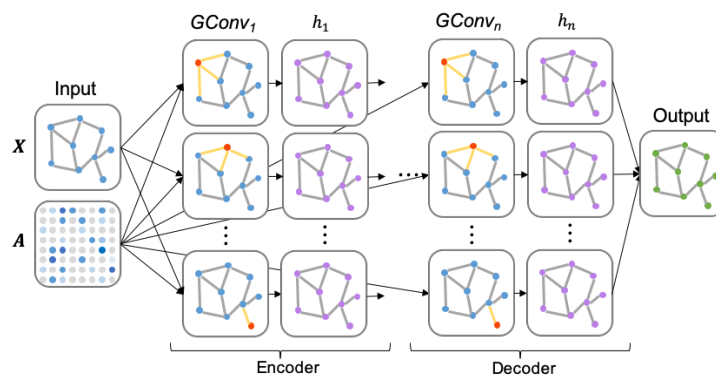 GConv₁ h₁ GConvₙ hₙ
Input
Output
X
A
Encoder Decoder